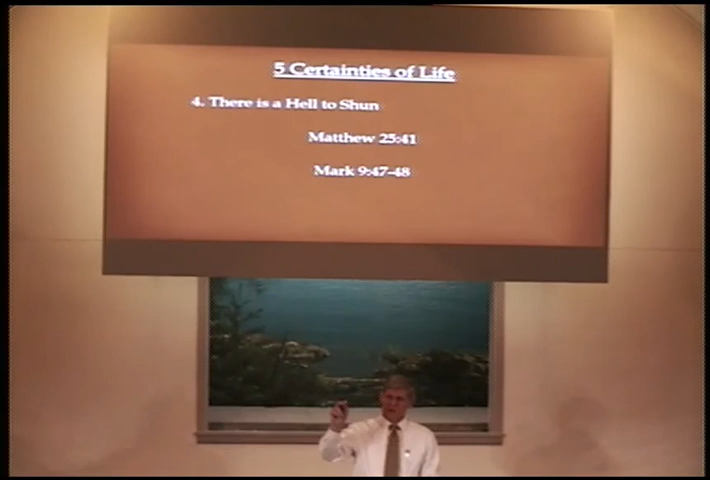 5 Certainties of Life
4. There is a Hell to Shun
Matthew 25:41
Mark 9:47-48